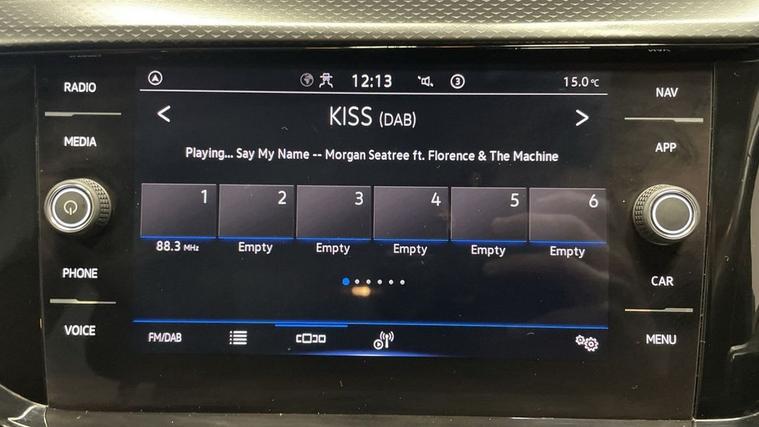 RADIO
MEDIA
PHONE
VOICE
12:13
3
15.0 °C
KISS (DAB)
Playing... Say My Name -- Morgan Seatree ft. Florence & The Machine
1 2 3 4 5 6
88.3 MHz Empty Empty Empty Empty Empty
FM/DAB
NAV
APP
CAR
MENU